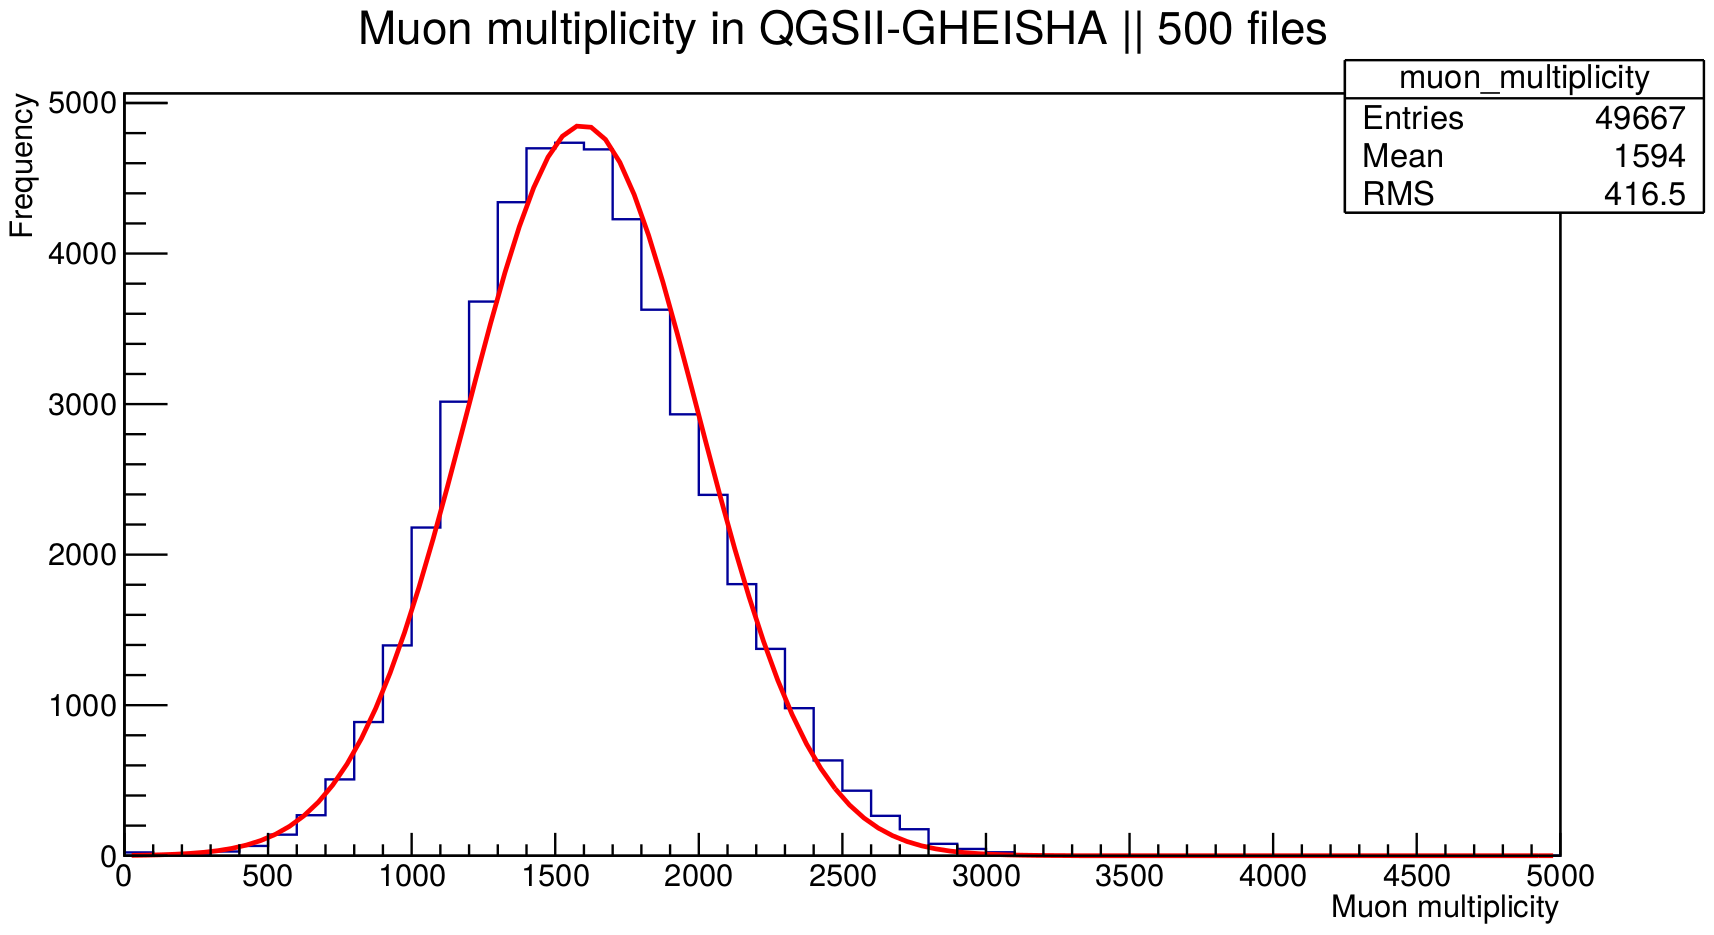 Muon multiplicity in QGSII-GHEISHA || 500 files
muon_multiplicity
Entries 49667
Mean 1594
RMS 416.5
Frequency
5000
4000
3000
2000
1000
0
0 500 1000 1500 2000 2500 3000 3500 4000 4500 5000
Muon multiplicity